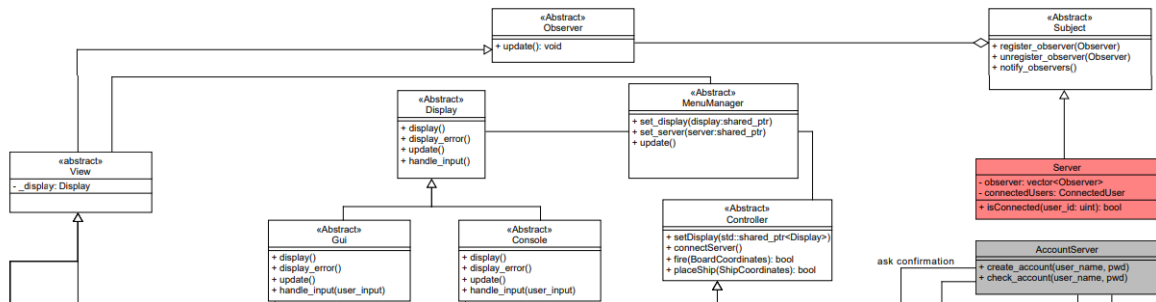 «Abstract»
Observer
+ update(): void
«Abstract»
Subject
+ register_observer(Observer)
+ unregister_observer(Observer)
+ notify_observers()
«Abstract»
Display
+ display()
+ display_error()
+ update()
+ handle_input()
«Abstract»
MenuManager
+ set_display(display:shared_ptr)
+ set_server(server:shared_ptr)
+ update()
«abstract»
View
- _display: Display
Server
- observer: vector<Observer>
- connectedUsers: ConnectedUser
+ isConnected(user_id: uint): bool
«Abstract»
Gui
+ display()
+ display_error()
+ update()
+ handle_input(user_input)
«Abstract»
Console
+ display()
+ display_error()
+ update()
+ handle_input(user_input)
«Abstract»
Controller
+ setDisplay(std::shared_ptr<Display>)
+ connectServer()
+ fire(BoardCoordinates): bool
+ placeShip(ShipCoordinates): bool
ask confirmation
AccountServer
+ create_account(user_name, pwd)
+ check_account(user_name, pwd)